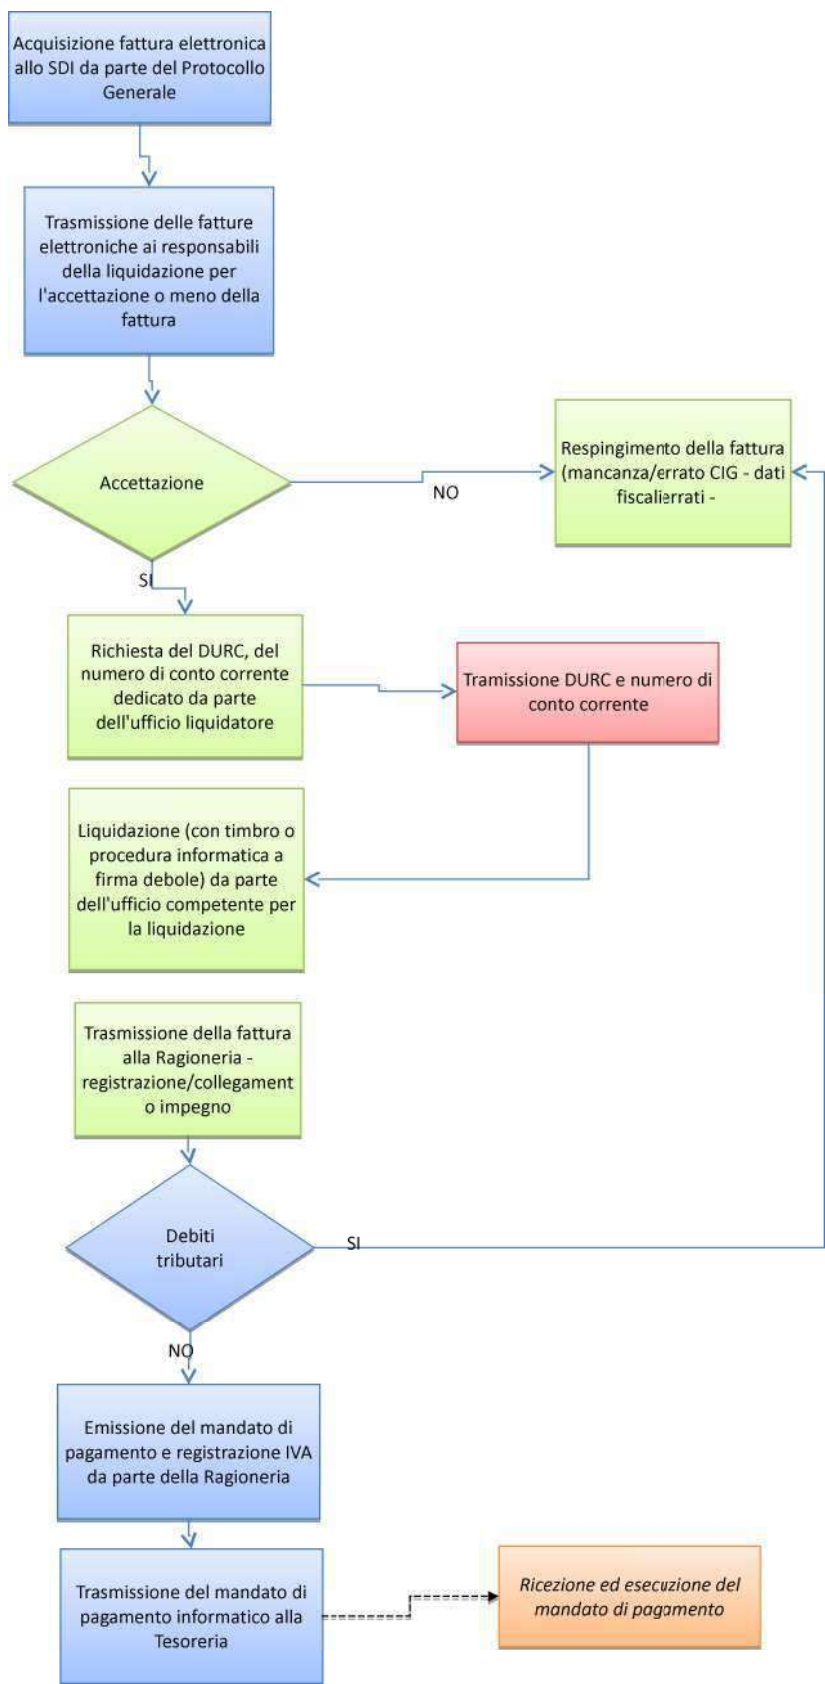 Acquisizione fattura elettronica
allo SDI da parte del Protocollo
Generale
Trasmissione delle fatture
elettroniche ai responsabili
della liquidazione per
l'accettazione o meno della
fattura
Accettazione
NO
Respingimento della fattura
(mancanza/errato CIG - dati
fiscalierrati -
SI
Richiesta del DURC, del
numero di conto corrente
dedicato da parte
dell'ufficio liquidatore
Tramissione DURC e numero di
conto corrente
Liquidazione (con timbro o
procedura informatica a
firma debole) da parte
dell'ufficio competente per
la liquidazione
Trasmissione della fattura
alla Ragioneria -
registrazione/collegament
o impegno
Debiti
tributari
SI
NO
Emissione del mandato di
pagamento e registrazione IVA
da parte della Ragioneria
Trasmissione del mandato di
pagamento informatico alla
Tesoreria
Ricezione ed esecuzione del
mandato di pagamento